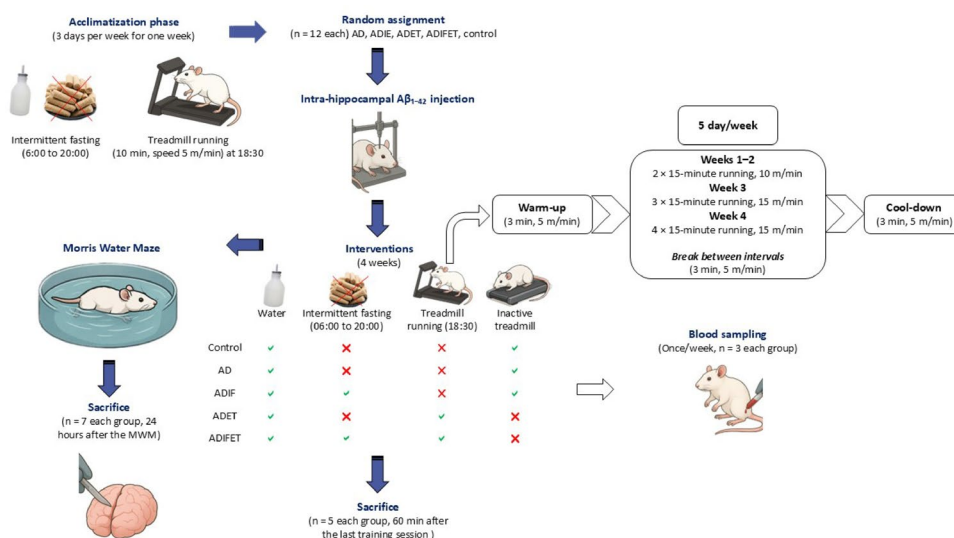 Acclimatization phase
(3 days per week for one week)
Intermittent fasting
(6:00 to 20:00)
Treadmill running
(10 min, speed 5 m/min) at 18:30
Random assignment
(n = 12 each) AD, ADIE, ADET, ADIFET, control
Intra-hippocampal Aβ₁₋₄₂ injection
Interventions
(4 weeks)
Water
Intermittent fasting
(06:00 to 20:00)
Treadmill
running (18:30)
Inactive
treadmill
Control
AD
ADIF
ADET
ADIFET
Warm-up
(3 min, 5 m/min)
5 day/week
Weeks 1–2
2 × 15-minute running, 10 m/min
Week 3
3 × 15-minute running, 15 m/min
Week 4
4 × 15-minute running, 15 m/min
Break between intervals
(3 min, 5 m/min)
Cool-down
(3 min, 5 m/min)
Morris Water Maze
Sacrifice
(n = 7 each group, 24
hours after the MWM)
Blood sampling
(Once/week, n = 3 each group)
Sacrifice
(n = 5 each group, 60 min after
the last training session )